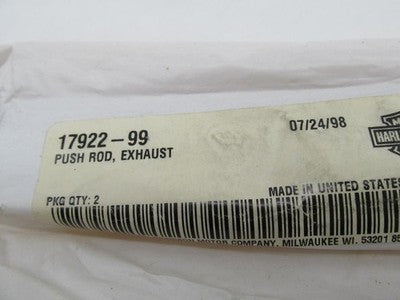 17922-99
07/24/98
PUSH ROD, EXHAUST
HARL
PKG QTY: 2
MADE IN UNITED STATES
MOTOR COMPANY, MILWAUKEE WI. 53201